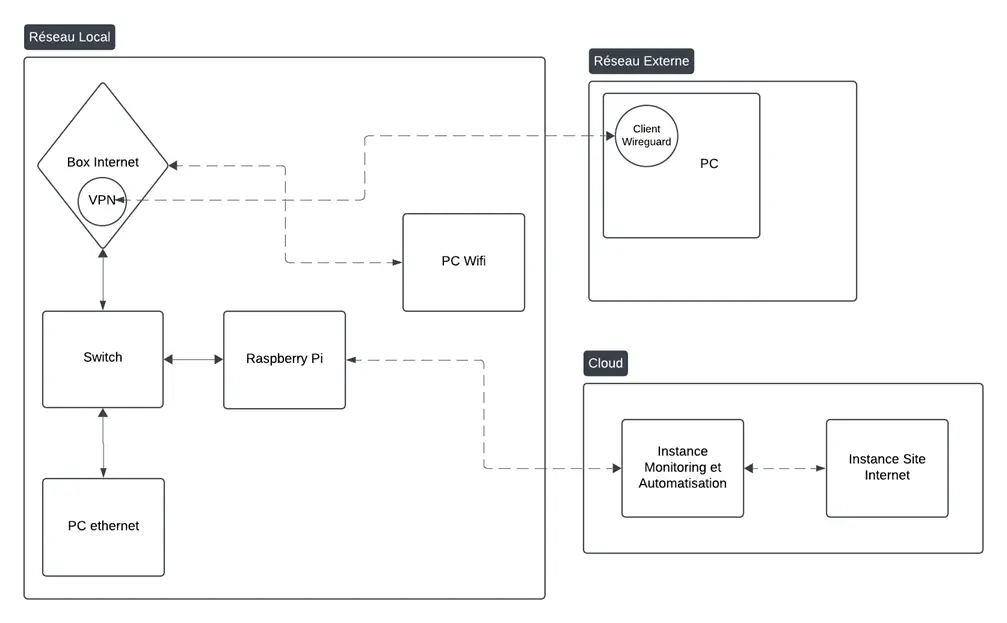 Réseau Local
Réseau Externe
Client
Wireguard
PC
Box Internet
VPN
PC Wifi
Switch
Raspberry Pi
Cloud
Instance
Monitoring et
Automatisation
Instance Site
Internet
PC ethernet